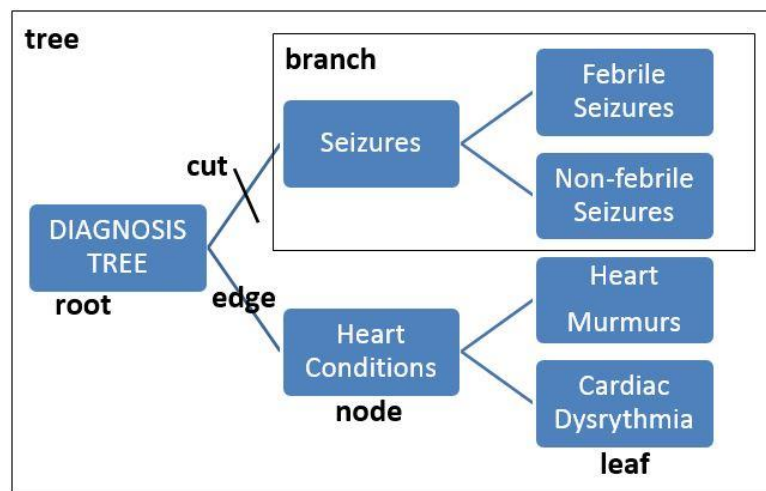 tree
branch
Febrile
Seizures
Seizures
cut
Non-febrile
Seizures
DIAGNOSIS
TREE
root
edge
Heart
Murmurs
Heart
Conditions
node
Cardiac
Dysrythmia
leaf